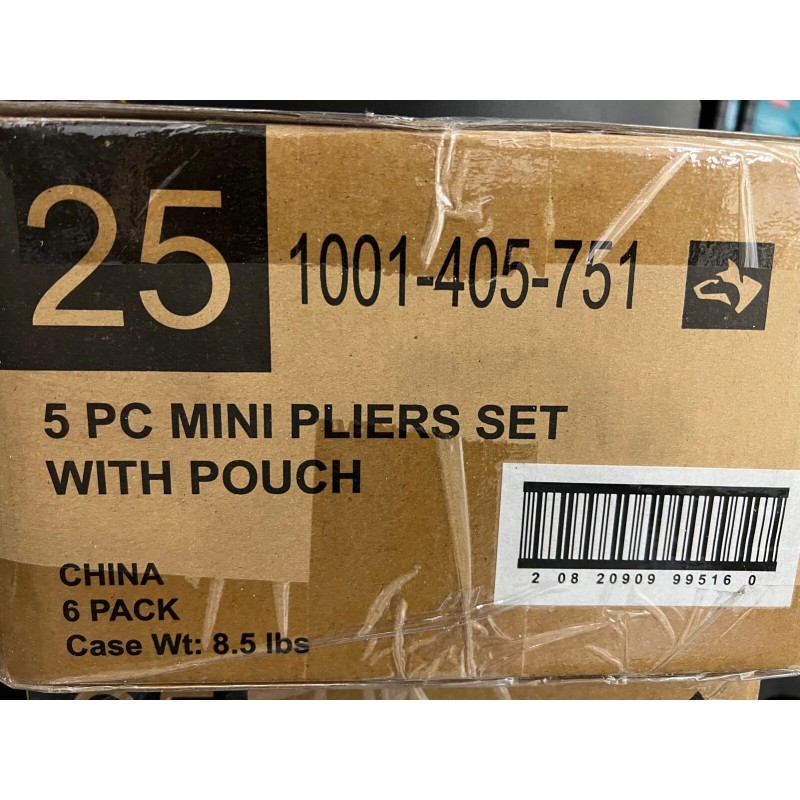 25
1001-405-751
5 PC MINI PLIERS SET
WITH POUCH
2 08 20909 99516 0
CHINA
6 PACK
Case Wt: 8.5 lbs